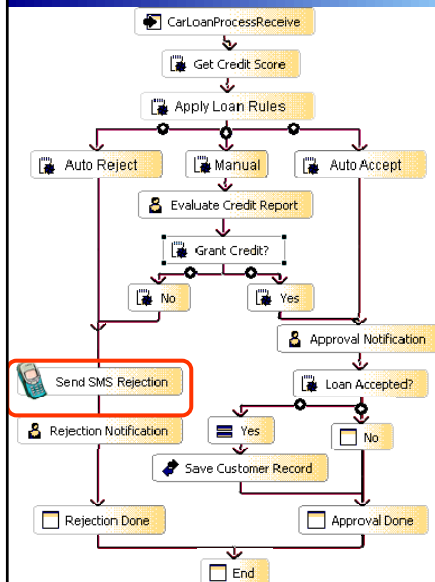 CarLoanProcessReceive
Get Credit Score
Apply Loan Rules
Auto Reject
Manual
Auto Accept
Evaluate Credit Report
Grant Credit?
No
Yes
Approval Notification
Send SMS Rejection
Loan Accepted?
Rejection Notification
Yes
No
Save Customer Record
Rejection Done
Approval Done
End